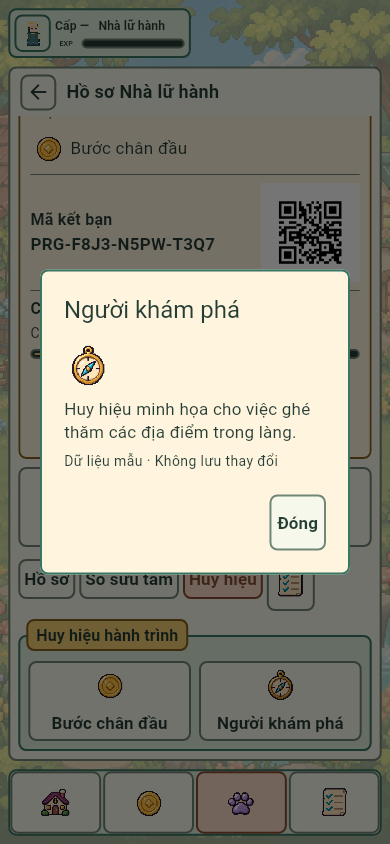 Cấp — Nhà lữ hành
EXP
Hồ sơ Nhà lữ hành
Bước chân đầu
Mã kết bạn
PRG-F8J3-N5PW-T3Q7
Người khám phá
Huy hiệu minh họa cho việc ghé
thăm các địa điểm trong làng.
Dữ liệu mẫu · Không lưu thay đổi
Đóng
Hồ sơ
Sổ sưu tầm
Huy hiệu
Huy hiệu hành trình
Bước chân đầu
Người khám phá